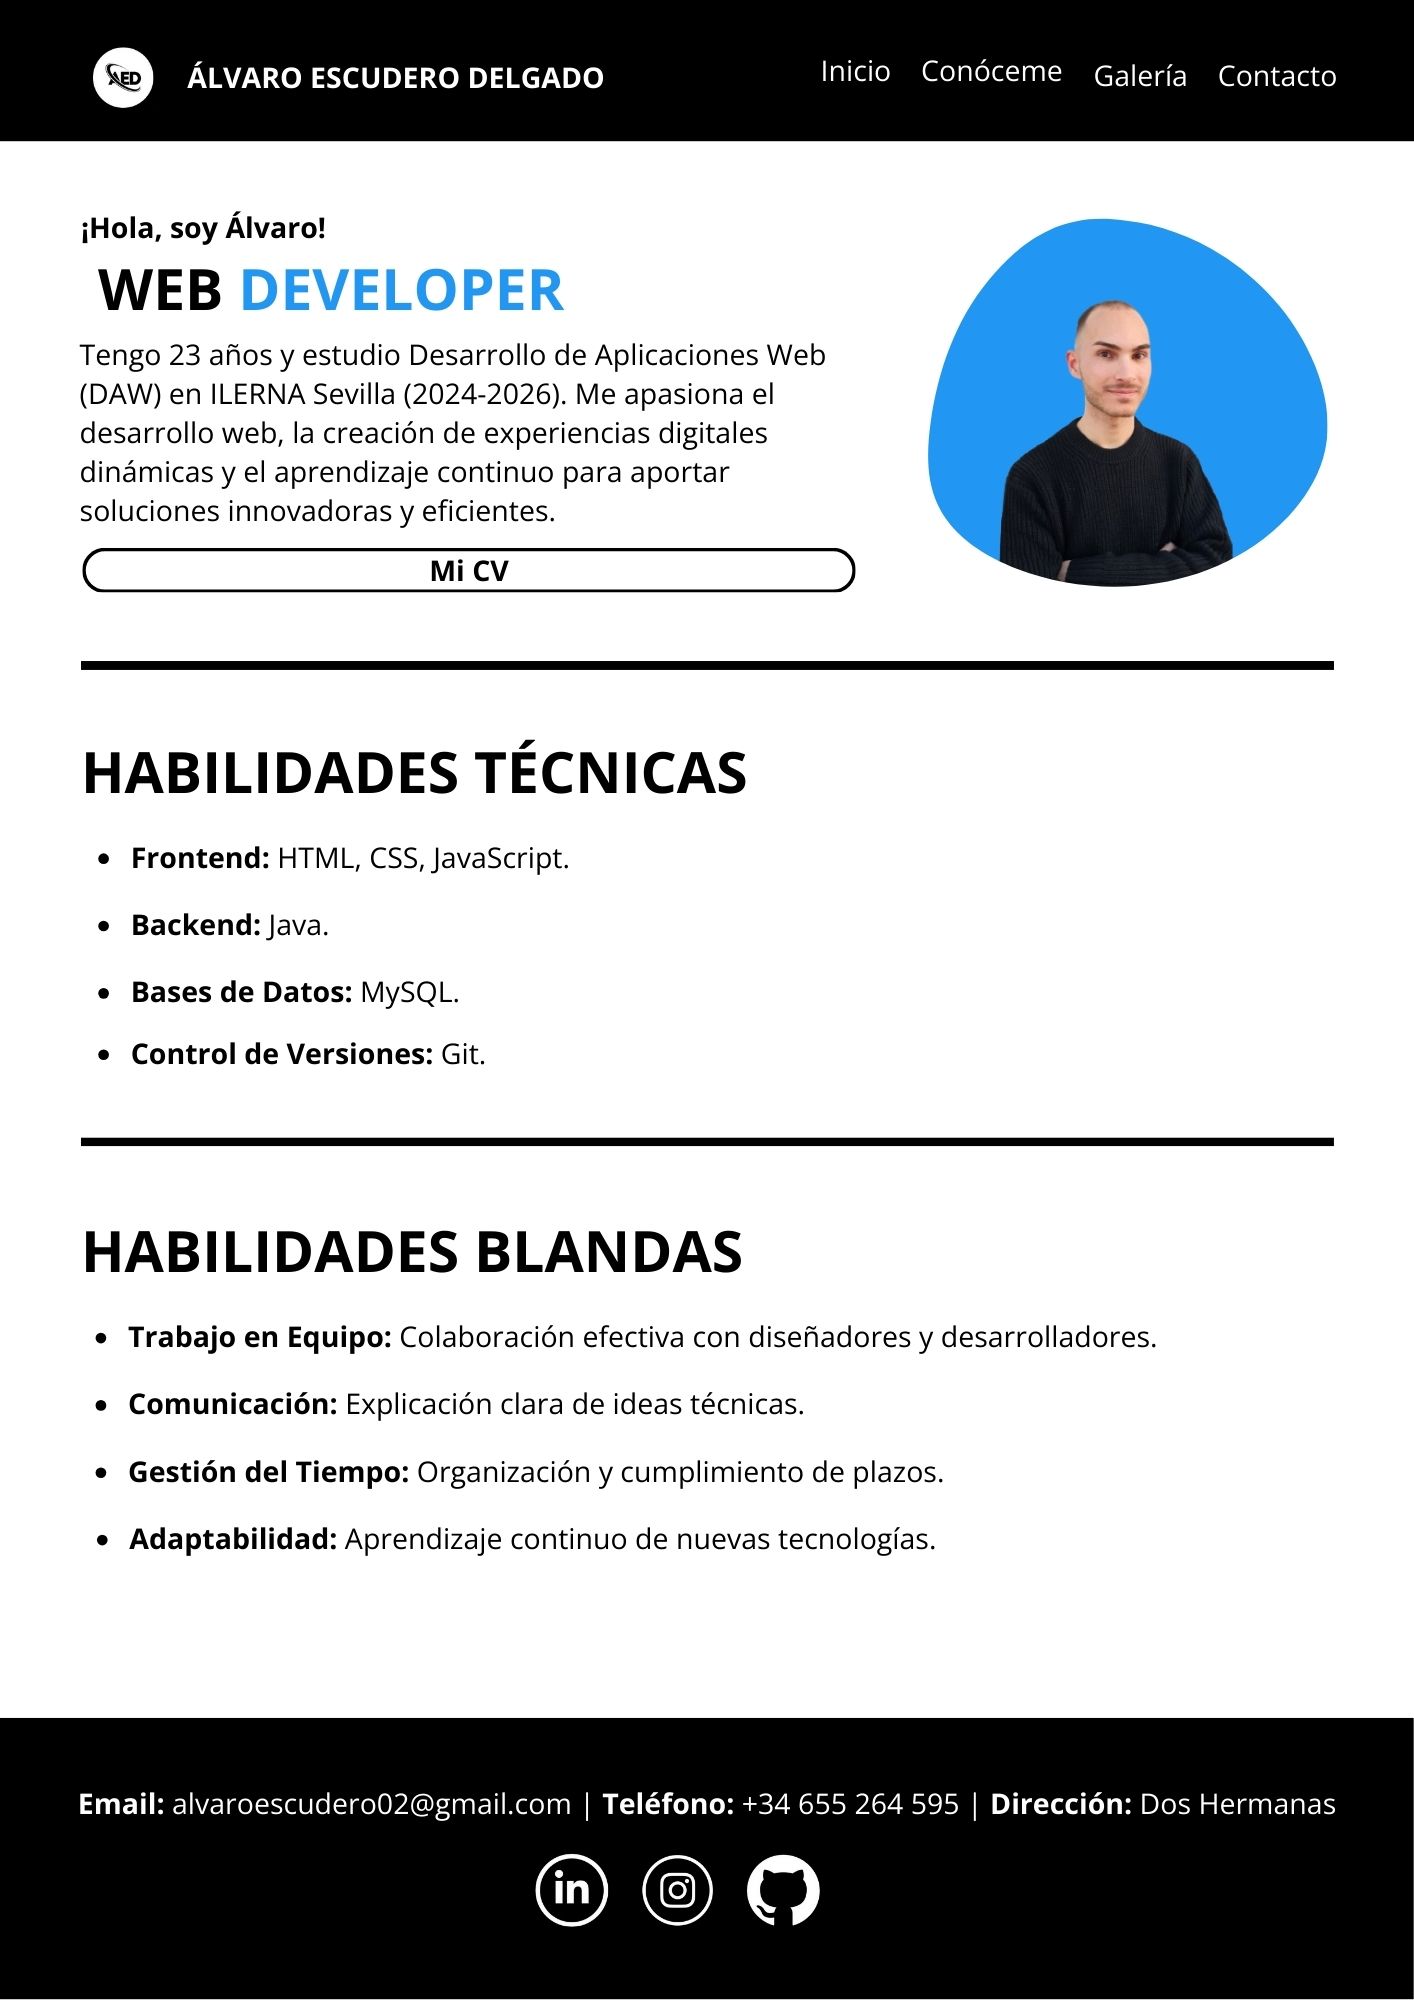 AED
ÁLVARO ESCUDERO DELGADO
Inicio Conóceme Galería Contacto
¡Hola, soy Álvaro!
WEB DEVELOPER
Tengo 23 años y estudio Desarrollo de Aplicaciones Web
(DAW) en ILERNA Sevilla (2024-2026). Me apasiona el
desarrollo web, la creación de experiencias digitales
dinámicas y el aprendizaje continuo para aportar
soluciones innovadoras y eficientes.
Mi CV
HABILIDADES TÉCNICAS
• Frontend: HTML, CSS, JavaScript.
• Backend: Java.
• Bases de Datos: MySQL.
• Control de Versiones: Git.
HABILIDADES BLANDAS
• Trabajo en Equipo: Colaboración efectiva con diseñadores y desarrolladores.
• Comunicación: Explicación clara de ideas técnicas.
• Gestión del Tiempo: Organización y cumplimiento de plazos.
• Adaptabilidad: Aprendizaje continuo de nuevas tecnologías.
Email: alvaroescudero02@gmail.com | Teléfono: +34 655 264 595 | Dirección: Dos Hermanas
in